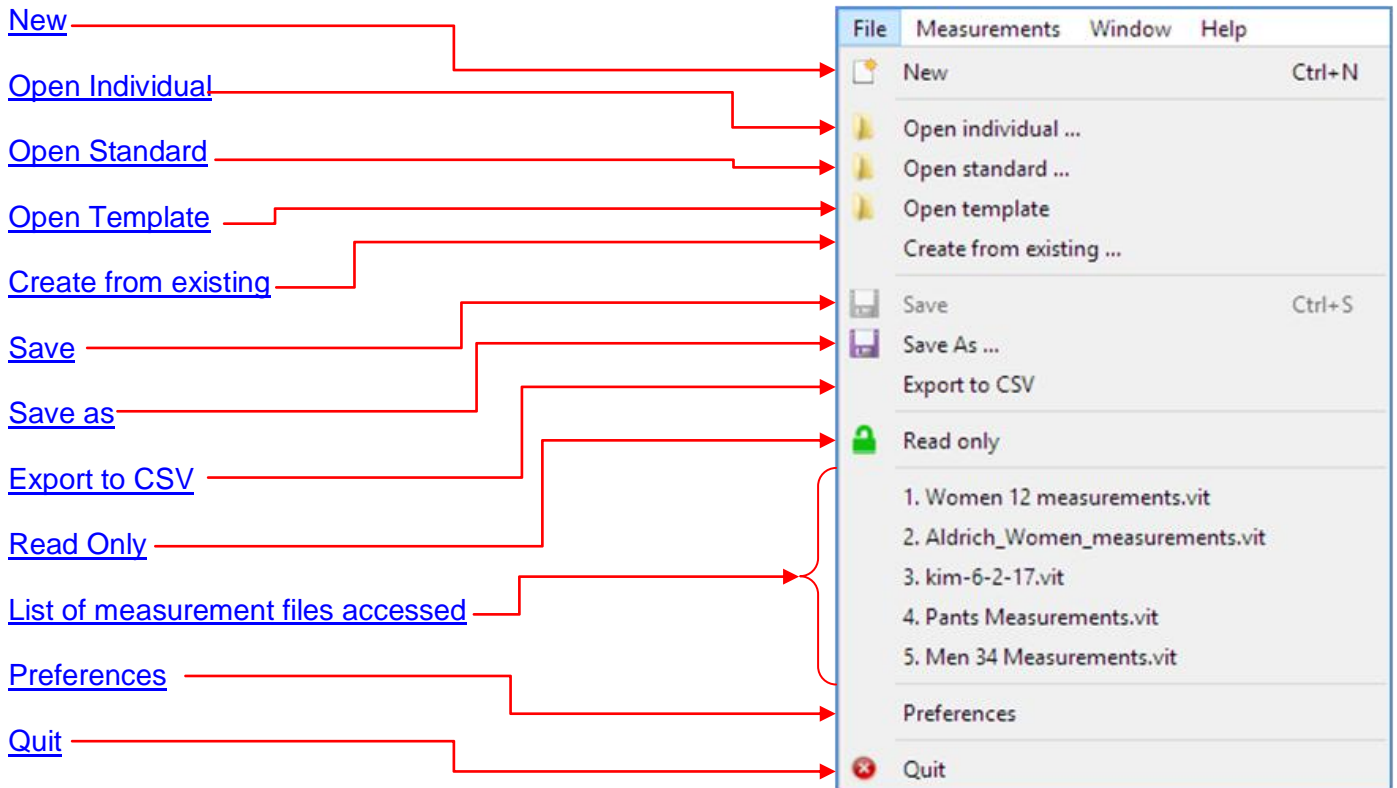 New
Open Individual
Open Standard
Open Template
Create from existing
Save
Save as
Export to CSV
Read Only
List of measurement files accessed
Preferences
Quit
File Measurements Window Help
New Ctrl+N
Open individual ...
Open standard ...
Open template
Create from existing ...
Save Ctrl+S
Save As ...
Export to CSV
Read only
1. Women 12 measurements.vit
2. Aldrich_Women_measurements.vit
3. kim-6-2-17.vit
4. Pants Measurements.vit
5. Men 34 Measurements.vit
Preferences
Quit